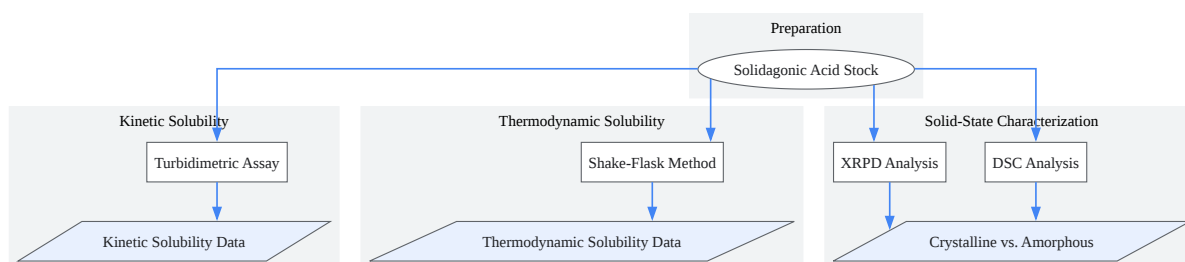 Preparation
Solidagonic Acid Stock
Kinetic Solubility
Thermodynamic Solubility
Solid-State Characterization
Turbidimetric Assay
Shake-Flask Method
XRPD Analysis
DSC Analysis
Kinetic Solubility Data
Thermodynamic Solubility Data
Crystalline vs. Amorphous